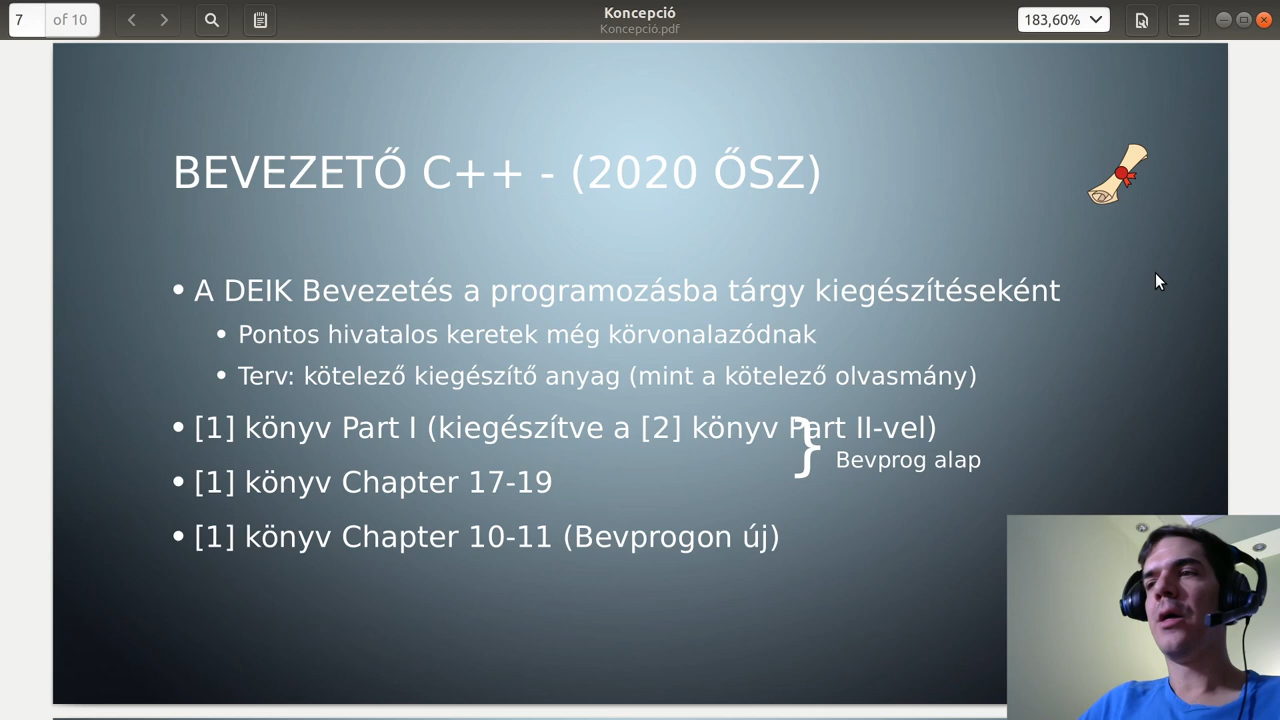 7 of 10
Koncepció
Koncepció.pdf
183,60%
BEVEZETŐ C++ - (2020 ŐSZ)
• A DEIK Bevezetés a programozásba tárgy kiegészítéseként
• Pontos hivatalos keretek még körvonalazódnak
• Terv: kötelező kiegészítő anyag (mint a kötelező olvasmány)
• [1] könyv Part I (kiegészítve a [2] könyv Part II-vel)
} Bevprog alap
• [1] könyv Chapter 17-19
• [1] könyv Chapter 10-11 (Bevprogon új)